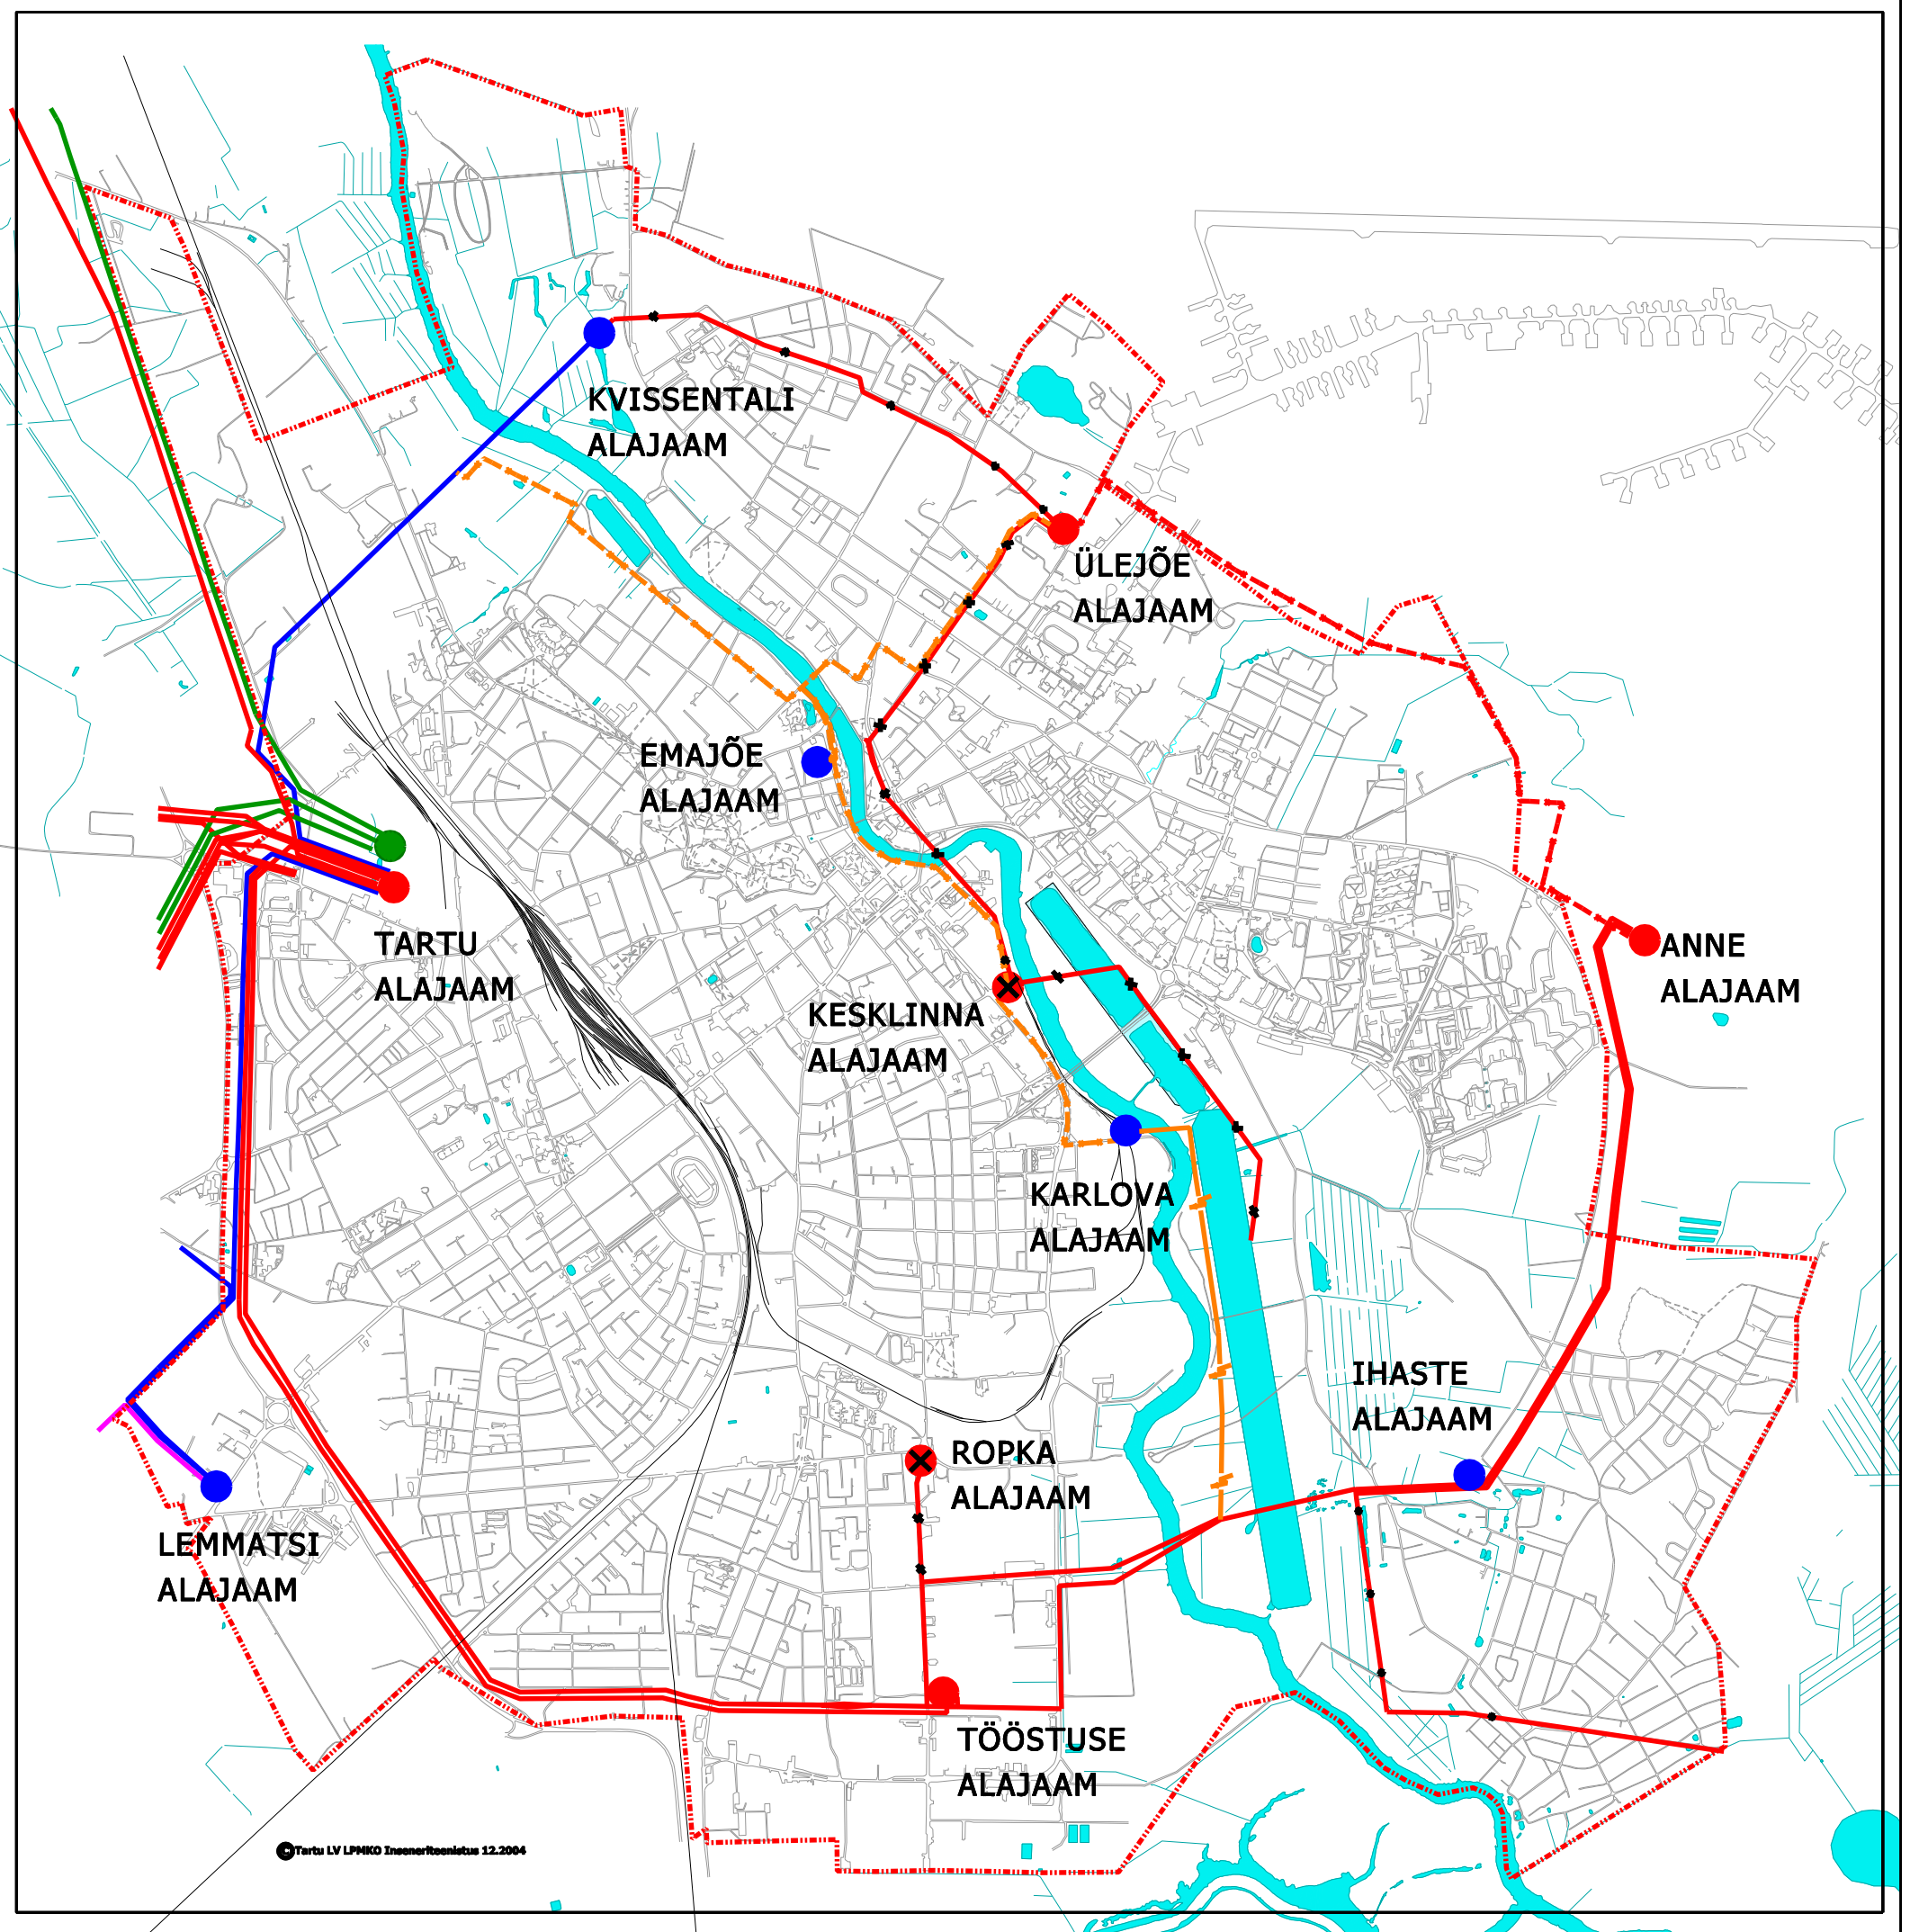 KVISSENTALI
ALAJAAM
ÜLEJÕE
ALAJAAM
EMAJÕE
ALAJAAM
TARTU
ALAJAAM
ANNE
ALAJAAM
KESKLINNA
ALAJAAM
KARLOVA
ALAJAAM
IHASTE
ALAJAAM
ROPKA
ALAJAAM
LEMMATSI
ALAJAAM
TÖÖSTUSE
ALAJAAM
©Tartu LV LPMKO Inseneriteenistus 12.2004